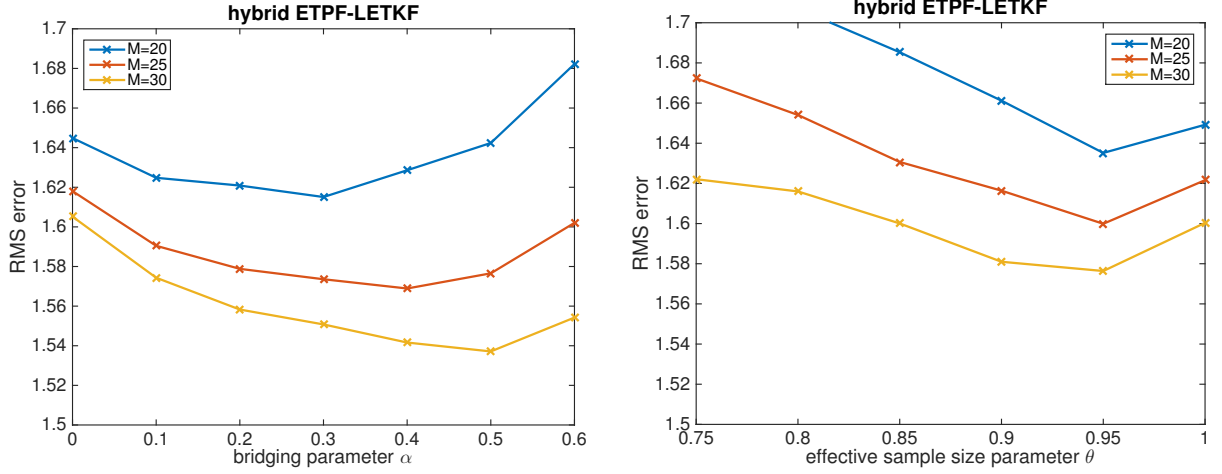 hybrid ETPF-LETKF
1.7
1.68
1.66
1.64
1.62
1.6
1.58
1.56
1.54
1.52
1.5
RMS error
M=20
M=25
M=30
0 0.1 0.2 0.3 0.4 0.5 0.6
bridging parameter α
hybrid ETPF-LETKF
1.7
1.68
1.66
1.64
1.62
1.6
1.58
1.56
1.54
1.52
1.5
RMS error
M=20
M=25
M=30
0.75 0.8 0.85 0.9 0.95 1
effective sample size parameter θ